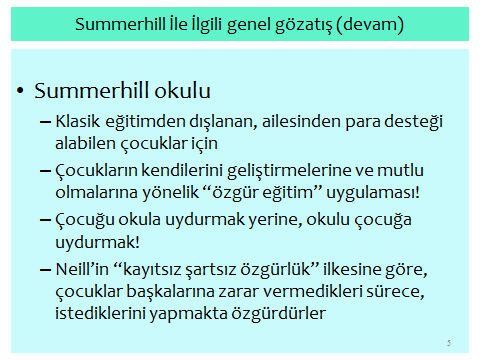 Summerhill İle İlgili genel gözatış (devam)
• Summerhill okulu
– Klasik eğitimden dışlanan, ailesinden para desteği
alabilen çocuklar için
– Çocukların kendilerini geliştirmelerine ve mutlu
olmalarına yönelik “özgür eğitim” uygulaması!
– Çocuğu okula uydurmak yerine, okulu çocuğa
uydurmak!
– Neill’in “kayıtsız şartsız özgürlük” ilkesine göre,
çocuklar başkalarına zarar vermedikleri sürece,
istediklerini yapmakta özgürdürler